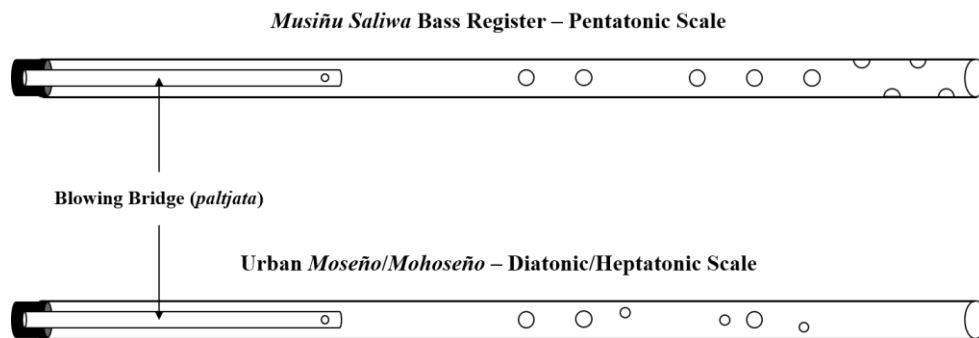 Musiñu Saliwa Bass Register – Pentatonic Scale
Blowing Bridge (paltjata)
Urban Moseño/Mohoseño – Diatonic/Heptatonic Scale